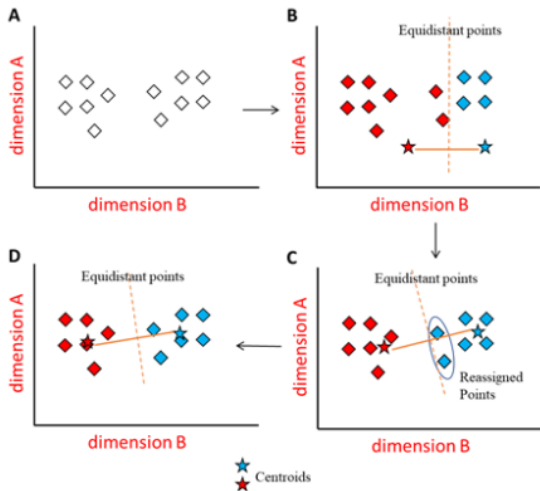 A
dimension A
dimension B
B
Equidistant points
dimension A
dimension B
D
Equidistant points
dimension A
dimension B
C
Equidistant points
dimension A
Reassigned
Points
dimension B
Centroids